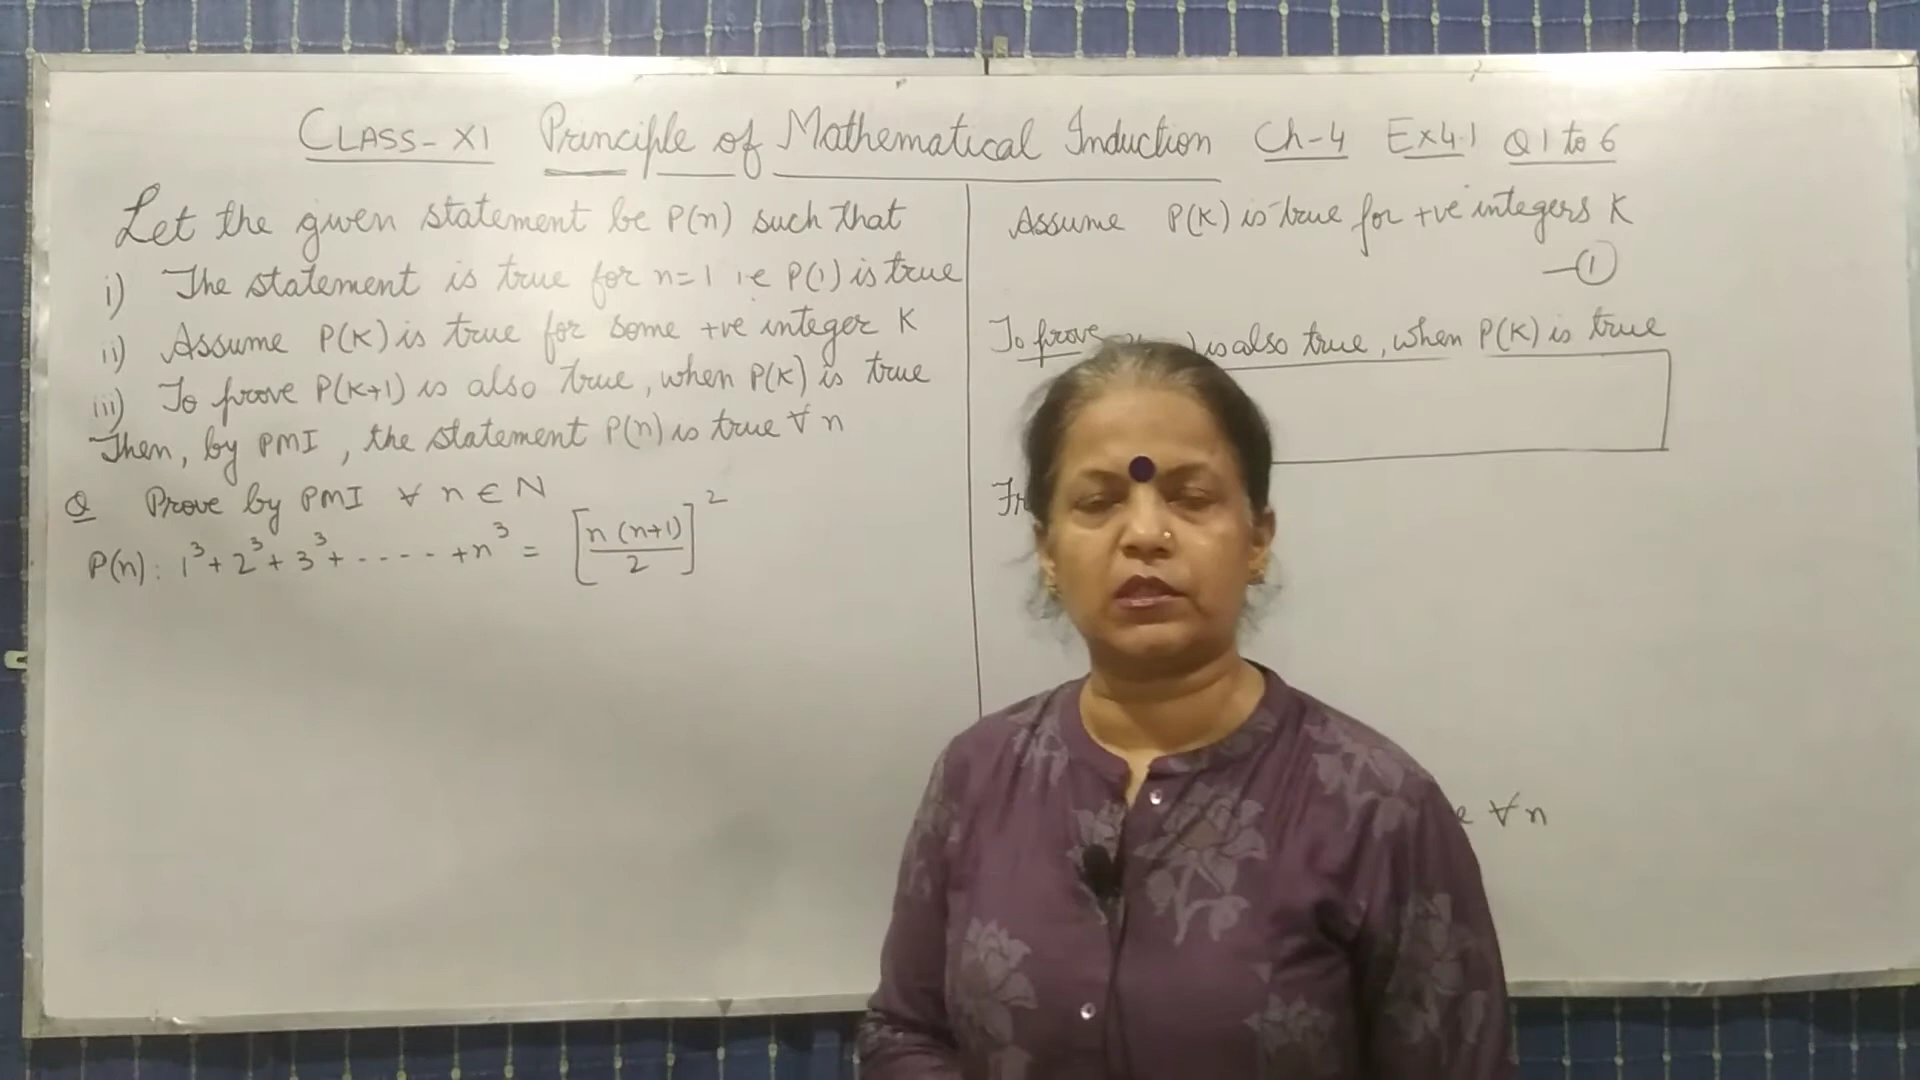 CLASS-XI Principle of Mathematical Induction Ch-4 Ex4.1 Q1 to 6
Let the given statement be P(n) such that
i) The statement is true for n=1 i.e P(1) is true
ii) Assume P(K) is true for some +ve integer K
iii) To prove P(K+1) is also true, when P(K) is true
Then, by PMI, the statement P(n) is true ∀ n
Q Prove by PMI ∀ n ∈ N
P(n): 1³+2³+3³+-----+n³ = [n(n+1)/2]²
Assume P(K) is true for +ve integers K
—①
To prove ) is also true, when P(K) is true
∀ n